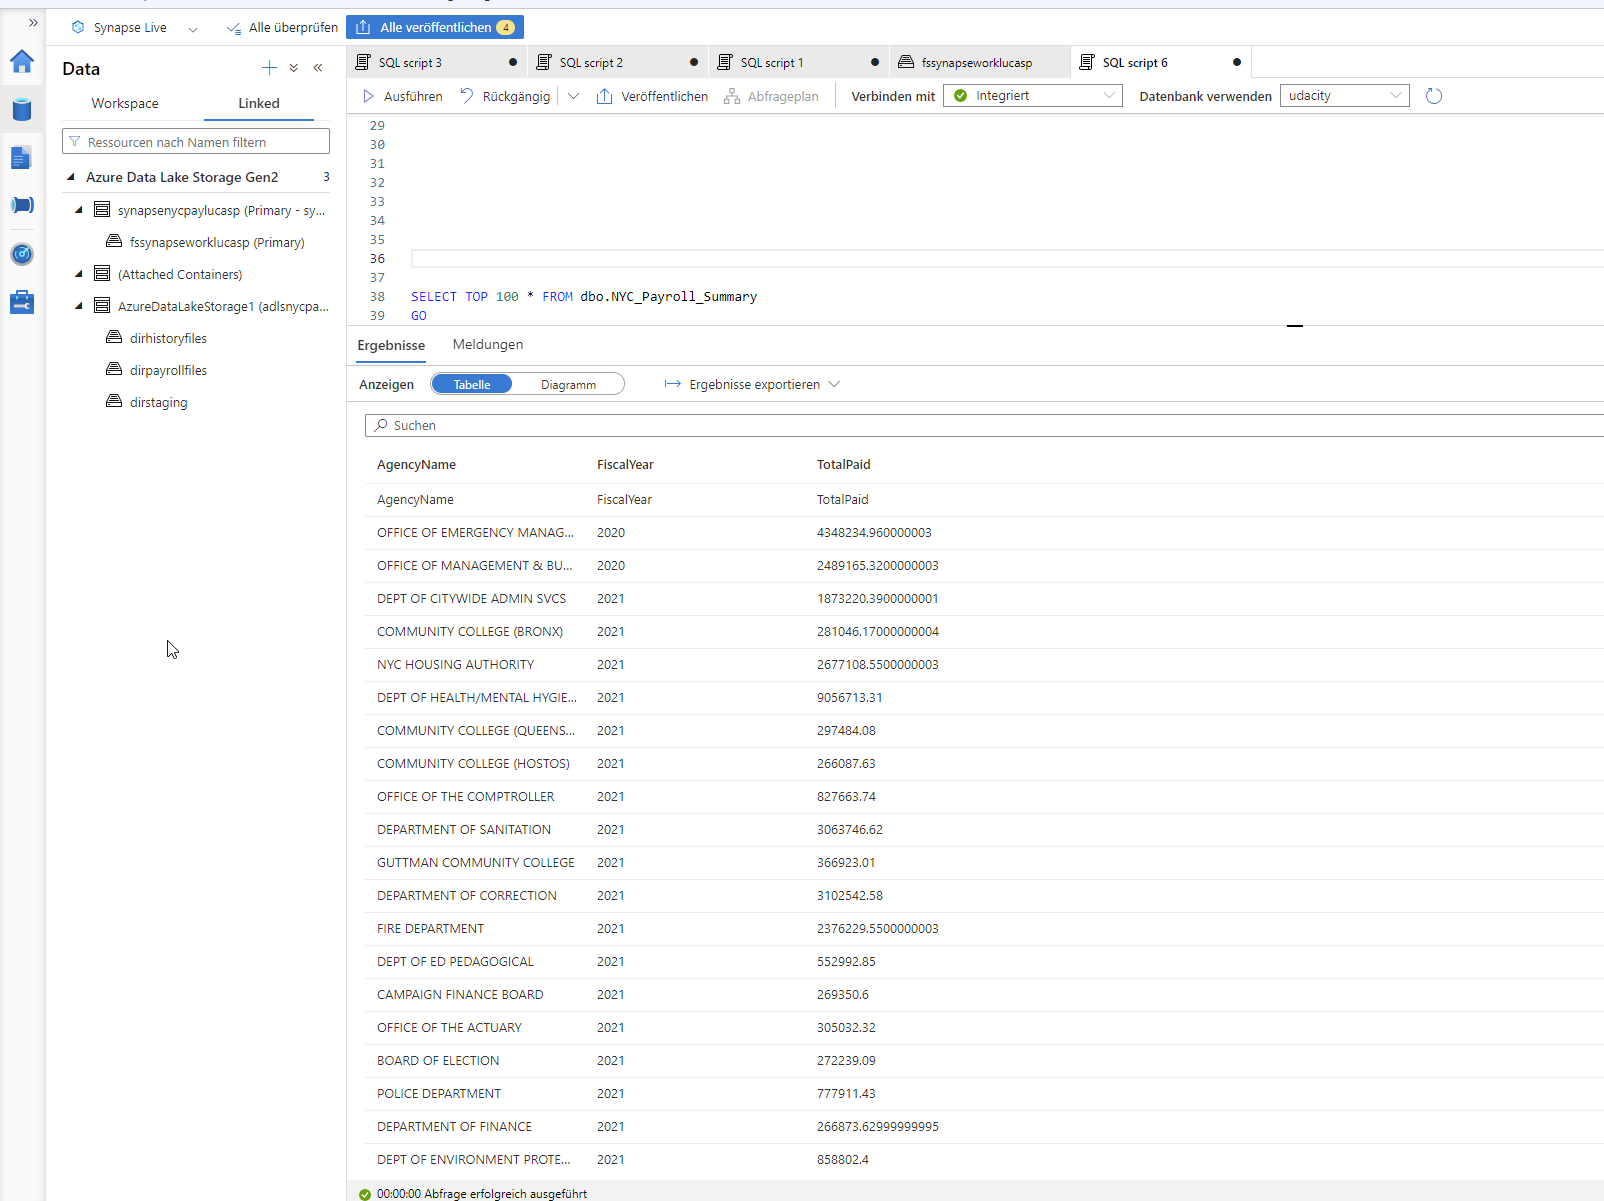 Synapse Live
Alle überprüfen
Alle veröffentlichen 4
Data
Workspace
Linked
Ressourcen nach Namen filtern
Azure Data Lake Storage Gen2 3
synapsenycpaylucasp (Primary - sy...
fssynapseworklucasp (Primary)
(Attached Containers)
AzureDataLakeStorage1 (adlsnycpa...
dirhistoryfiles
dirpayrollfiles
dirstaging
SQL script 3
SQL script 2
SQL script 1
fssynapseworklucasp
SQL script 6
Ausführen
Rückgängig
Veröffentlichen
Abfrageplan
Verbinden mit
Integriert
Datenbank verwenden
udacity
29
30
31
32
33
34
35
36
37
38 SELECT TOP 100 * FROM dbo.NYC_Payroll_Summary
39 GO
Ergebnisse
Meldungen
Anzeigen
Tabelle
Diagramm
Ergebnisse exportieren
Suchen
AgencyName FiscalYear TotalPaid
AgencyName FiscalYear TotalPaid
OFFICE OF EMERGENCY MANAG... 2020 4348234.960000003
OFFICE OF MANAGEMENT & BU... 2020 2489165.3200000003
DEPT OF CITYWIDE ADMIN SVCS 2021 1873220.3900000001
COMMUNITY COLLEGE (BRONX) 2021 281046.17000000004
NYC HOUSING AUTHORITY 2021 2677108.5500000003
DEPT OF HEALTH/MENTAL HYGIE... 2021 9056713.31
COMMUNITY COLLEGE (QUEENS... 2021 297484.08
COMMUNITY COLLEGE (HOSTOS) 2021 266087.63
OFFICE OF THE COMPTROLLER 2021 827663.74
DEPARTMENT OF SANITATION 2021 3063746.62
GUTTMAN COMMUNITY COLLEGE 2021 366923.01
DEPARTMENT OF CORRECTION 2021 3102542.58
FIRE DEPARTMENT 2021 2376229.5500000003
DEPT OF ED PEDAGOGICAL 2021 552992.85
CAMPAIGN FINANCE BOARD 2021 269350.6
OFFICE OF THE ACTUARY 2021 305032.32
BOARD OF ELECTION 2021 272239.09
POLICE DEPARTMENT 2021 777911.43
DEPARTMENT OF FINANCE 2021 266873.62999999995
DEPT OF ENVIRONMENT PROTE... 2021 858802.4
00:00:00 Abfrage erfolgreich ausgeführt